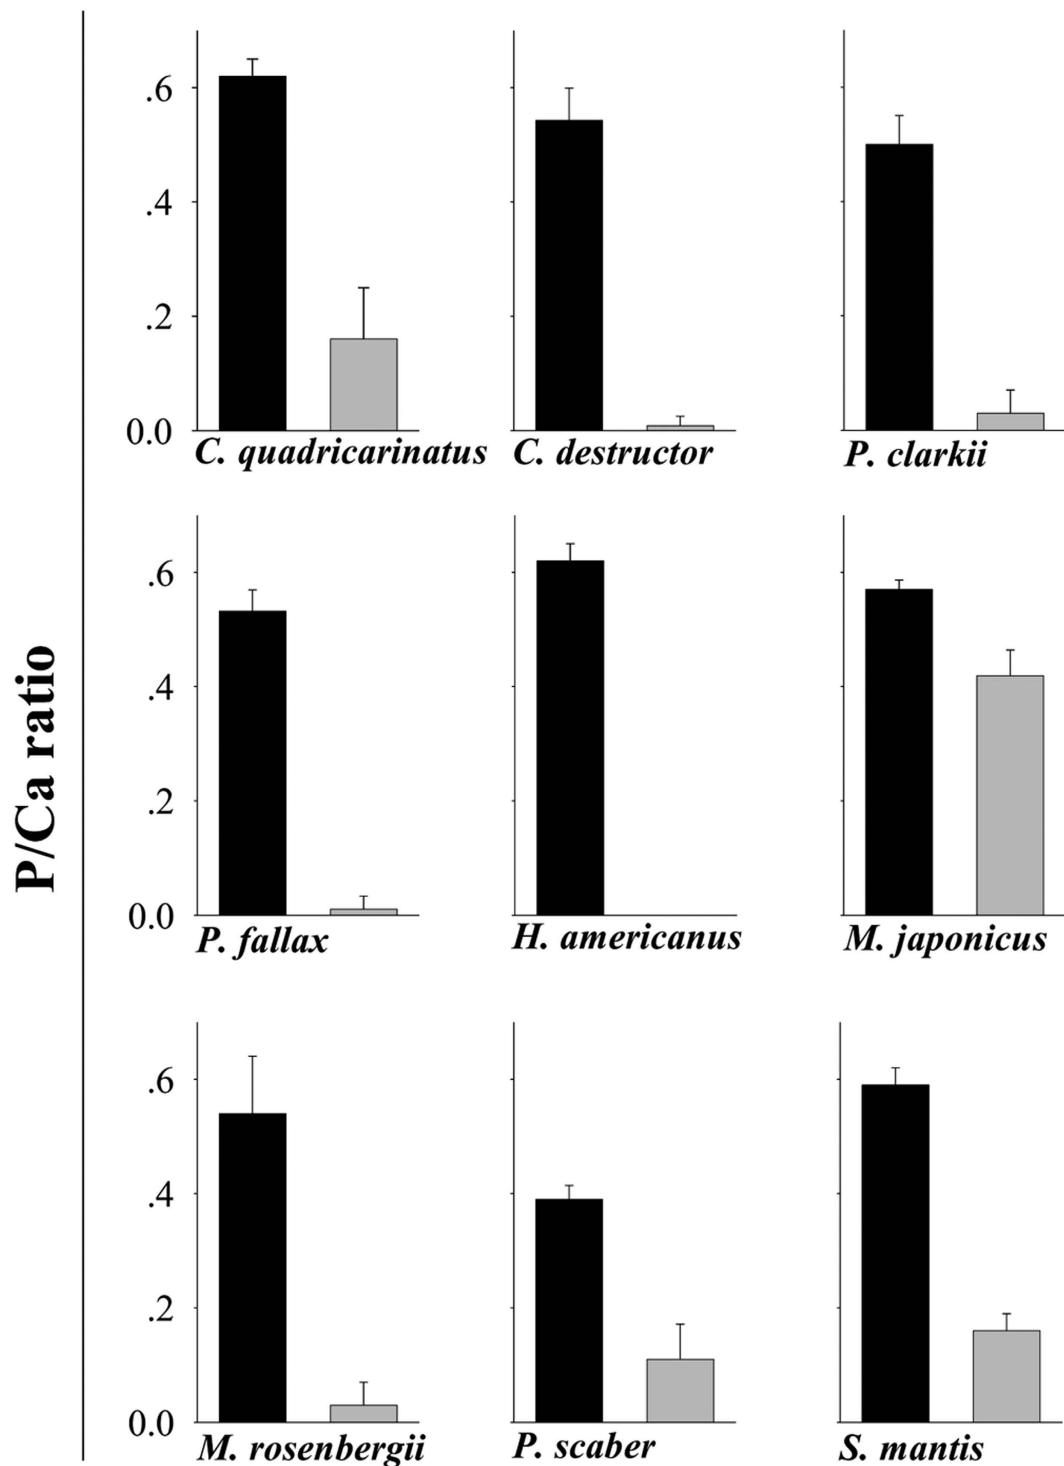 P/Ca ratio
.6
.4
.2
0.0
C. quadricarinatus
C. destructor
P. clarkii
.6
.4
.2
0.0
P. fallax
H. americanus
M. japonicus
.6
.4
.2
0.0
M. rosenbergii
P. scaber
S. mantis